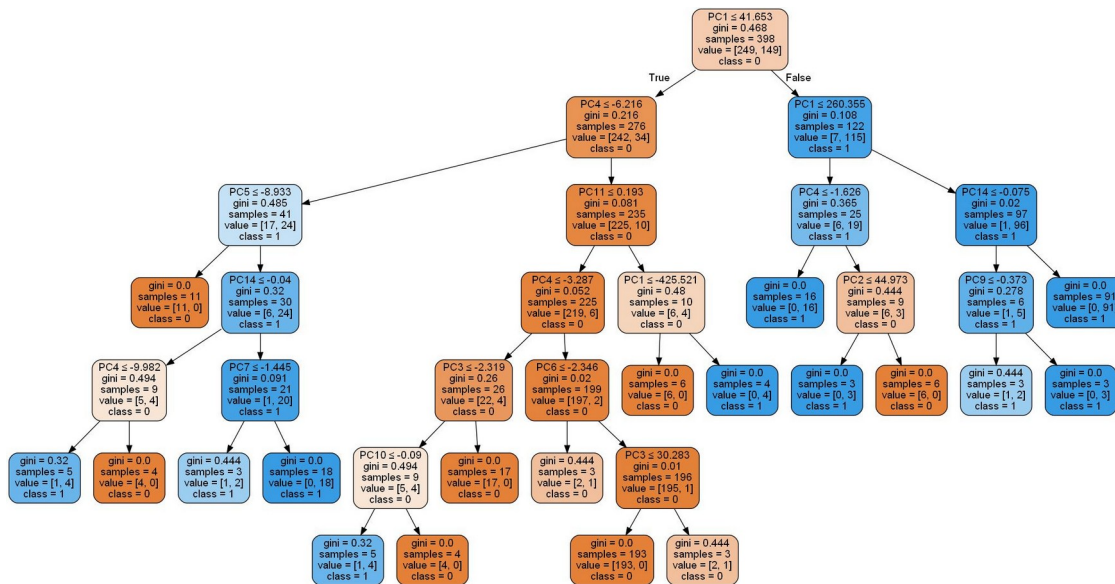 PC1 ≤ 41.653
gini = 0.468
samples = 398
value = [249, 149]
class = 0
True
False
PC4 ≤ -6.216
gini = 0.216
samples = 276
value = [242, 34]
class = 0
PC1 ≤ 260.355
gini = 0.108
samples = 122
value = [7, 115]
class = 1
PC5 ≤ -8.933
gini = 0.485
samples = 41
value = [17, 24]
class = 1
PC11 ≤ 0.193
gini = 0.081
samples = 235
value = [225, 10]
class = 0
PC4 ≤ -1.626
gini = 0.365
samples = 25
value = [6, 19]
class = 1
PC14 ≤ -0.075
gini = 0.02
samples = 97
value = [1, 96]
class = 1
gini = 0.0
samples = 11
value = [11, 0]
class = 0
PC14 ≤ -0.04
gini = 0.32
samples = 30
value = [6, 24]
class = 1
PC4 ≤ -3.287
gini = 0.052
samples = 225
value = [219, 6]
class = 0
PC1 ≤ -425.521
gini = 0.48
samples = 10
value = [6, 4]
class = 0
gini = 0.0
samples = 16
value = [0, 16]
class = 1
PC2 ≤ 44.973
gini = 0.444
samples = 9
value = [6, 3]
class = 0
PC9 ≤ -0.373
gini = 0.278
samples = 6
value = [1, 5]
class = 1
gini = 0.0
samples = 91
value = [0, 91]
class = 1
PC4 ≤ -9.982
gini = 0.494
samples = 9
value = [5, 4]
class = 0
PC7 ≤ -1.445
gini = 0.091
samples = 21
value = [1, 20]
class = 1
PC3 ≤ -2.319
gini = 0.26
samples = 26
value = [22, 4]
class = 0
PC6 ≤ -2.346
gini = 0.02
samples = 199
value = [197, 2]
class = 0
gini = 0.0
samples = 6
value = [6, 0]
class = 0
gini = 0.0
samples = 4
value = [0, 4]
class = 1
gini = 0.0
samples = 3
value = [0, 3]
class = 1
gini = 0.0
samples = 6
value = [6, 0]
class = 0
gini = 0.444
samples = 3
value = [1, 2]
class = 1
gini = 0.0
samples = 3
value = [0, 3]
class = 1
gini = 0.32
samples = 5
value = [1, 4]
class = 1
gini = 0.0
samples = 4
value = [4, 0]
class = 0
gini = 0.444
samples = 3
value = [1, 2]
class = 1
gini = 0.0
samples = 18
value = [0, 18]
class = 1
PC10 ≤ -0.09
gini = 0.494
samples = 9
value = [5, 4]
class = 0
gini = 0.0
samples = 17
value = [17, 0]
class = 0
gini = 0.444
samples = 3
value = [2, 1]
class = 0
PC3 ≤ 30.283
gini = 0.01
samples = 196
value = [195, 1]
class = 0
gini = 0.32
samples = 5
value = [1, 4]
class = 1
gini = 0.0
samples = 4
value = [4, 0]
class = 0
gini = 0.0
samples = 193
value = [193, 0]
class = 0
gini = 0.444
samples = 3
value = [2, 1]
class = 0